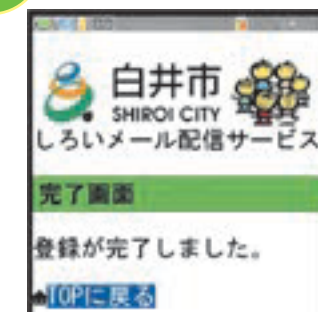 白井市
SHIROI CITY
しろいメール配信サービス
完了画面
登録が完了しました。
TOPに戻る